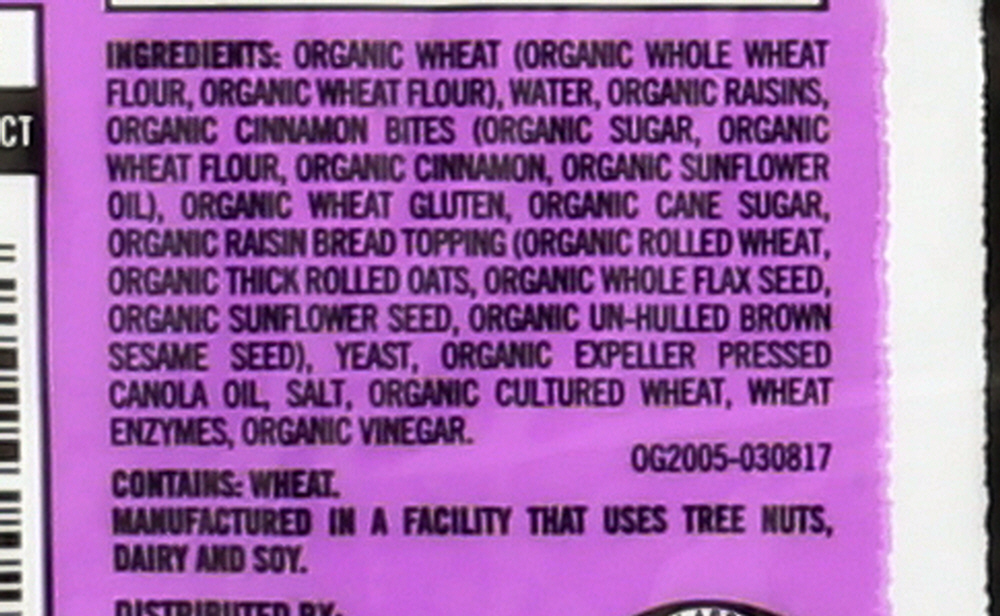 INGREDIENTS: ORGANIC WHEAT (ORGANIC WHOLE WHEAT
FLOUR, ORGANIC WHEAT FLOUR), WATER, ORGANIC RAISINS,
ORGANIC CINNAMON BITES (ORGANIC SUGAR, ORGANIC
WHEAT FLOUR, ORGANIC CINNAMON, ORGANIC SUNFLOWER
OIL), ORGANIC WHEAT GLUTEN, ORGANIC CANE SUGAR,
ORGANIC RAISIN BREAD TOPPING (ORGANIC ROLLED WHEAT,
ORGANIC THICK ROLLED OATS, ORGANIC WHOLE FLAX SEED,
ORGANIC SUNFLOWER SEED, ORGANIC UN-HULLED BROWN
SESAME SEED), YEAST, ORGANIC EXPELLER PRESSED
CANOLA OIL, SALT, ORGANIC CULTURED WHEAT, WHEAT
ENZYMES, ORGANIC VINEGAR.
OG2005-030817
CONTAINS: WHEAT.
MANUFACTURED IN A FACILITY THAT USES TREE NUTS,
DAIRY AND SOY.
DISTRIBUTED BY:
CT